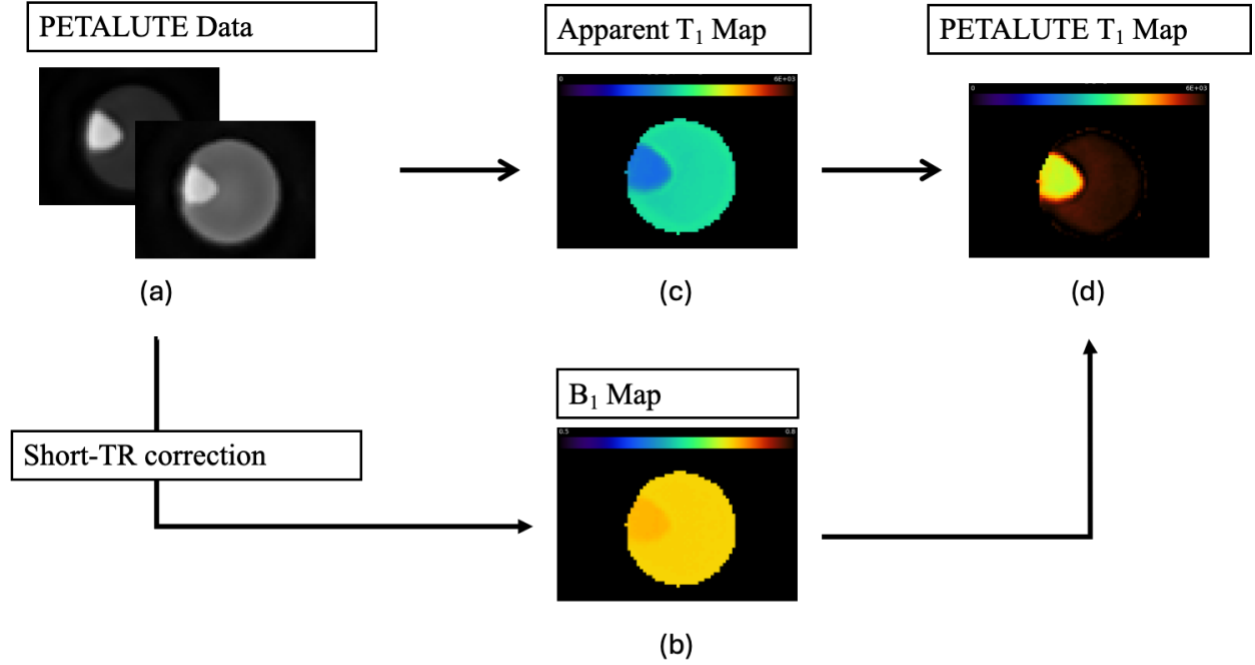 PETALUTE Data
Apparent T₁ Map
PETALUTE T₁ Map
0
6E+03
0
6E+03
(a)
(c)
(d)
B₁ Map
0.5
0.8
Short-TR correction
(b)